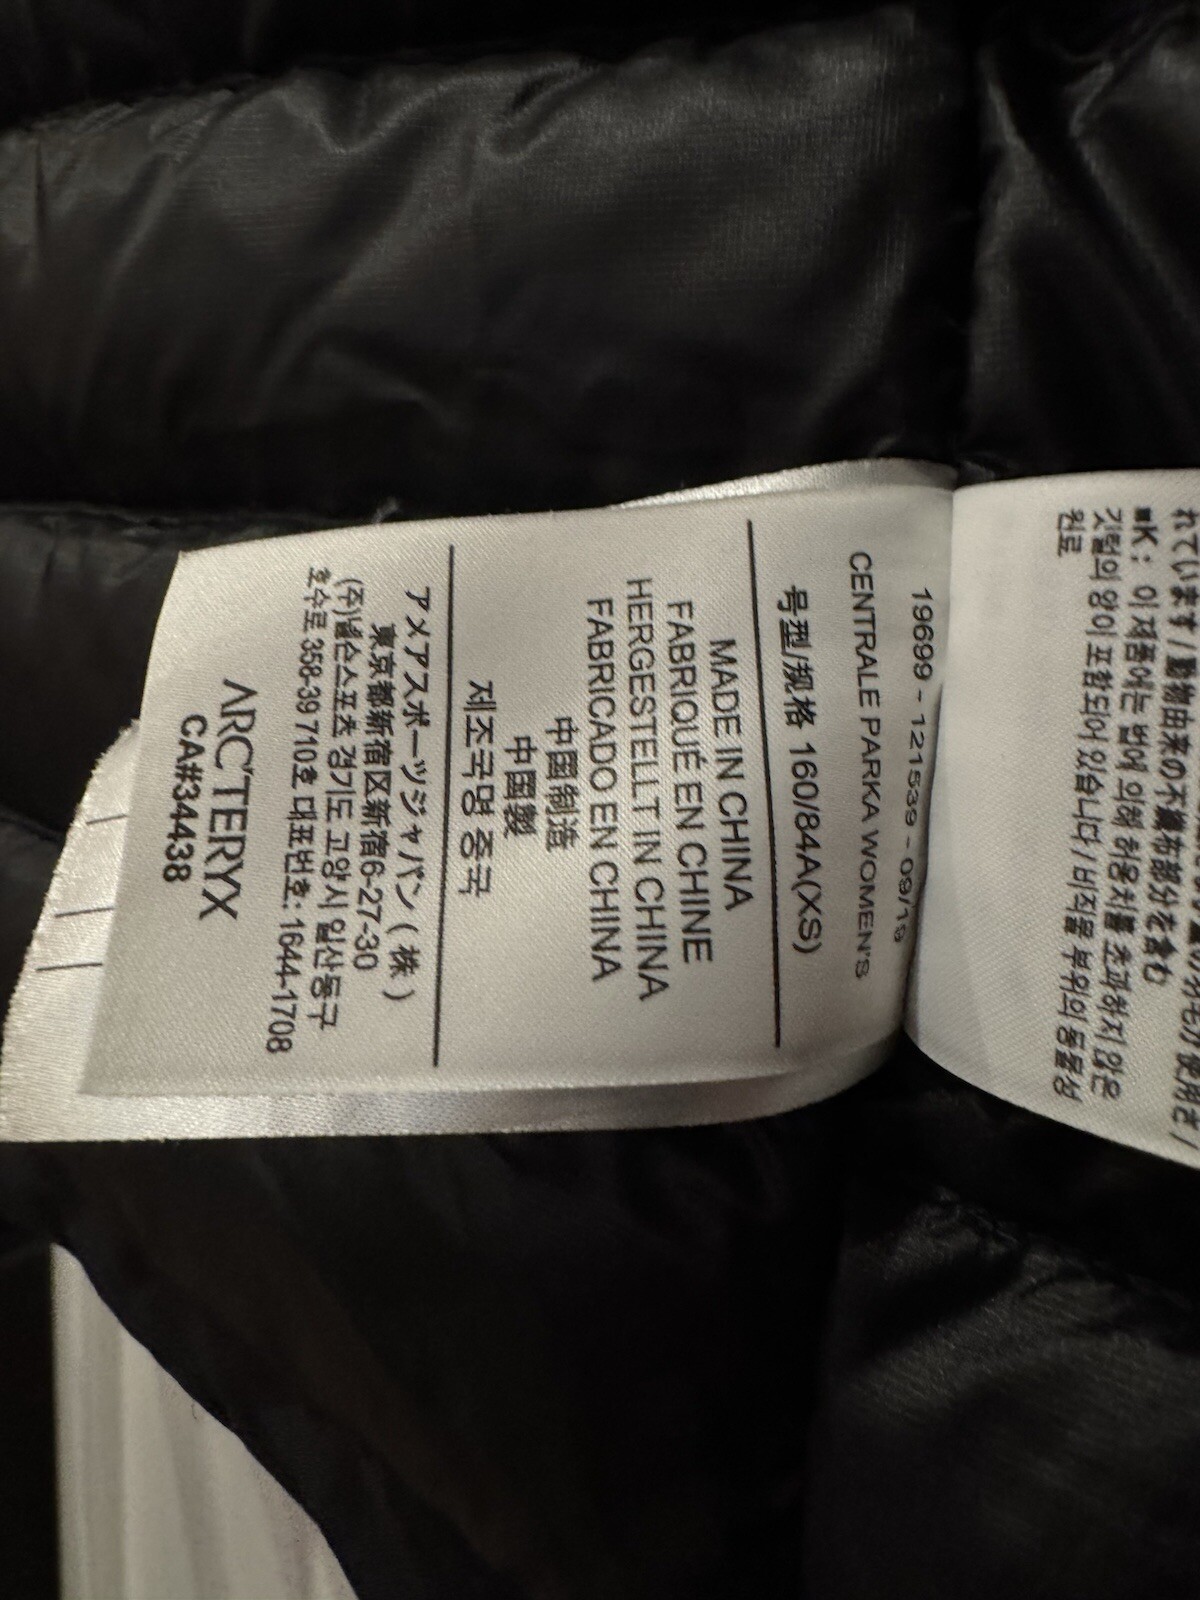 れています / 動物由来の不織布部分を含む
■K : 이 제품에는 법에 의해 허용치를 초과하지 않은
깃털의 양이 포함되어 있습니다 / 비직물 부위의 동물성
원료
19699 - 121539 - 09/19
CENTRALE PARKA WOMEN'S
号型/规格 160/84A(XS)
MADE IN CHINA
FABRIQUÉ EN CHINE
HERGESTELLT IN CHINA
FABRICADO EN CHINA
中國制造
中國製
제조국명 중국
アメアスポーツジャパン ( 株 )
東京都新宿区新宿6-27-30
(주)넬슨스포츠 경기도 고양시 일산동구
호수로 358-39 710호 대표번호: 1644-1708
ARC'TERYX
CA#34438